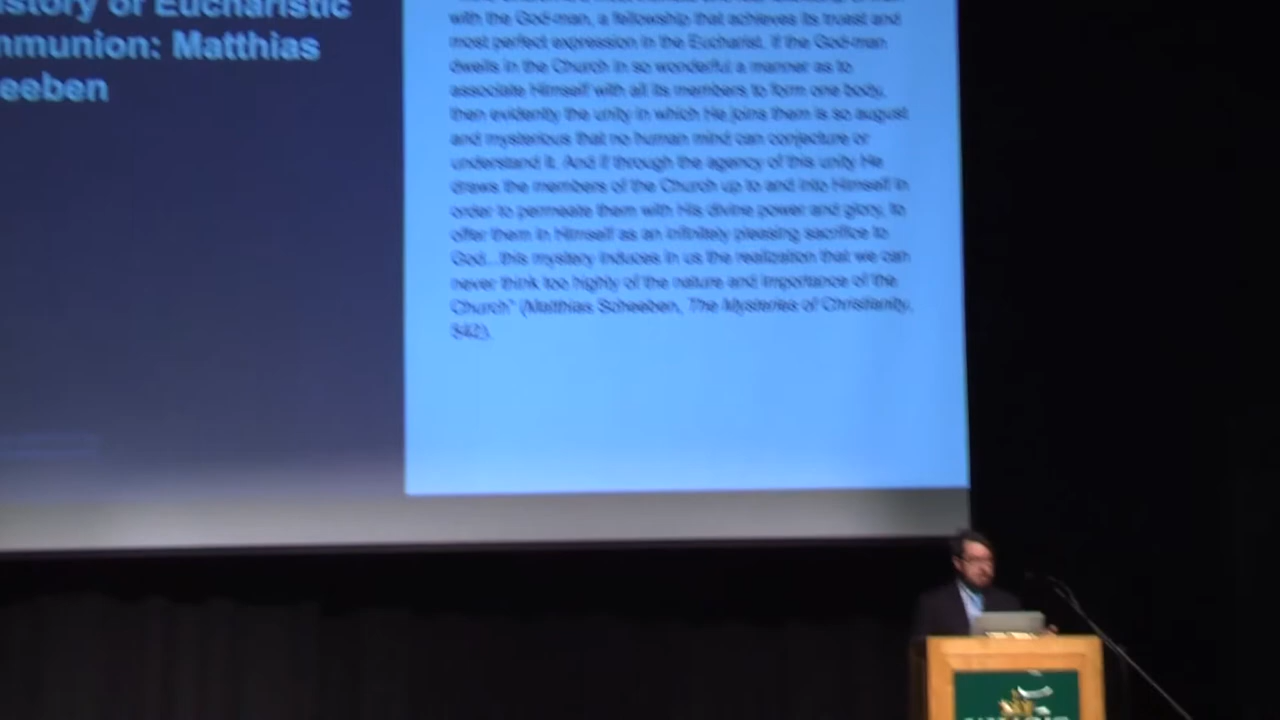 istory of Eucharistic
mmunion: Matthias
eeben
with the God-man, a fellowship that achieves its truest and
most perfect expression in the Eucharist. If the God-man
dwells in the Church in so wonderful a manner as to
associate Himself with all its members to form one body,
then evidently the unity in which He joins them is so august
and mysterious that no human mind can conjecture or
understand it. And if through the agency of this unity He
draws the members of the Church up to and into Himself in
order to permeate them with His divine power and glory, to
offer them in Himself as an infinitely pleasing sacrifice to
God...this mystery induces in us the realization that we can
never think too highly of the nature and importance of the
Church" (Matthias Scheeben, The Mysteries of Christianity,
542).